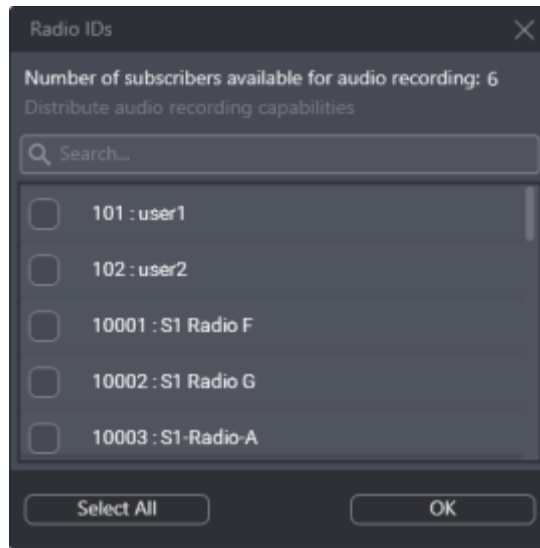 Radio IDs
Number of subscribers available for audio recording: 6
Distribute audio recording capabilities
Search...
101 : user1
102 : user2
10001 : S1 Radio F
10002 : S1 Radio G
10003 : S1-Radio-A
Select All
OK